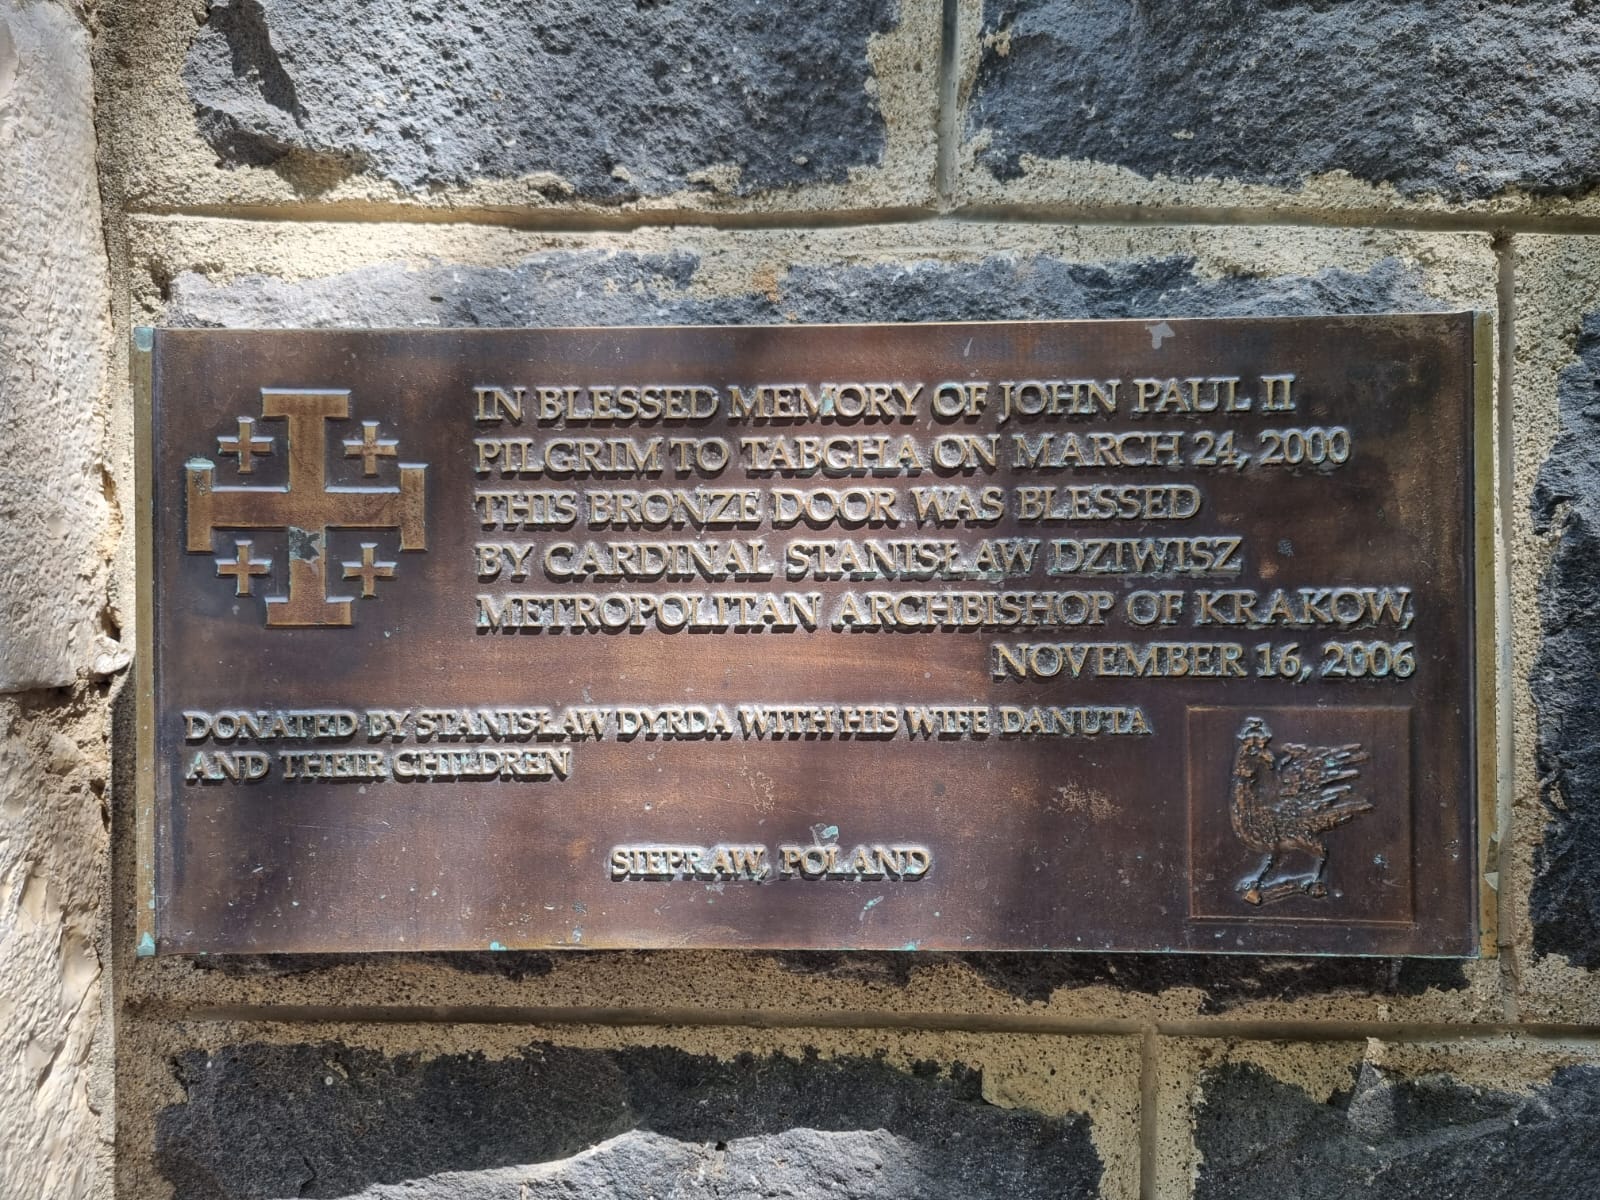 IN BLESSED MEMORY OF JOHN PAUL II
PILGRIM TO TABGHA ON MARCH 24, 2000
THIS BRONZE DOOR WAS BLESSED
BY CARDINAL STANISŁAW DZIWISZ
METROPOLITAN ARCHBISHOP OF KRAKOW,
NOVEMBER 16, 2006
DONATED BY STANISŁAW DYRDA WITH HIS WIFE DANUTA
AND THEIR CHILDREN
SIEPRAW, POLAND